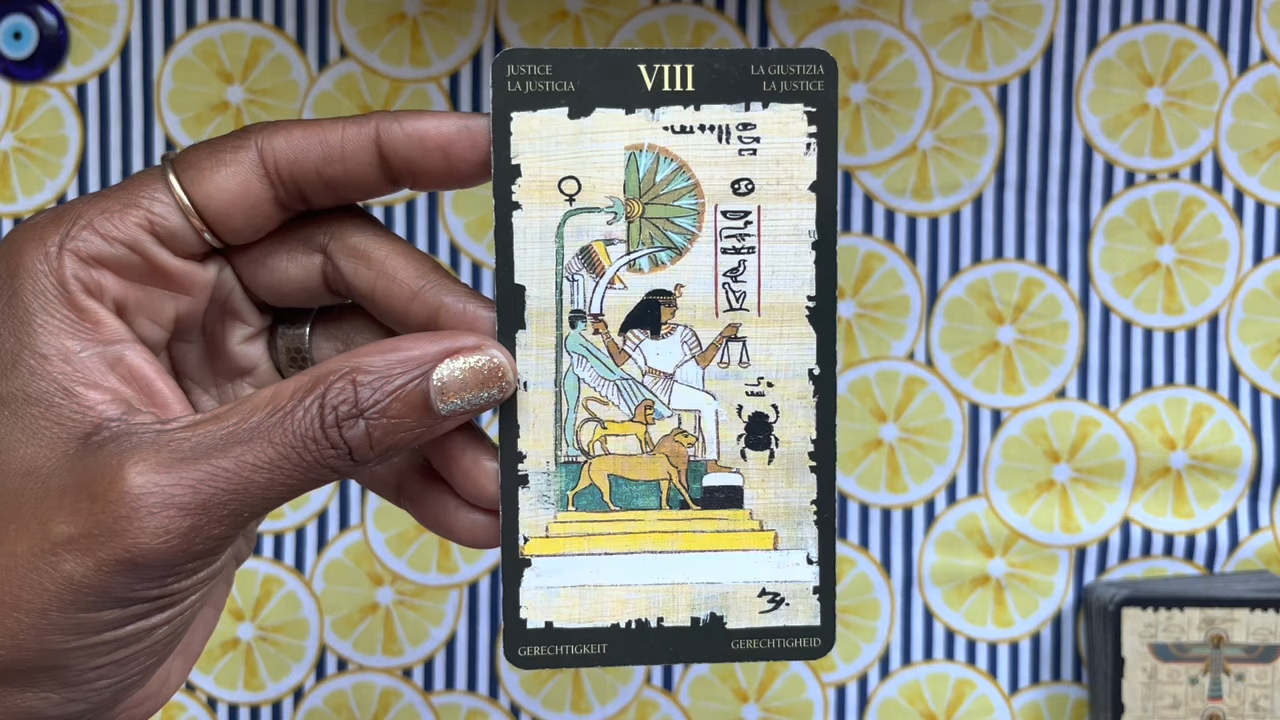 JUSTICE
LA JUSTICIA
VIII
LA GIUSTIZIA
LA JUSTICE
♀
GERECHTIGKEIT
GERECHTIGHEID